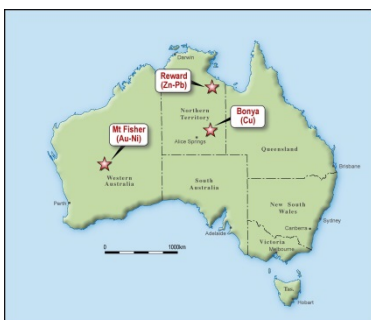 Darwin
Reward
(Zn-Pb)
Northern
Territory
Bonya
(Cu)
Mt Fisher
(Au-Ni)
Alice Springs
Queensland
Western
Australia
South
Australia
Brisbane
New South
Wales
Perth
Sydney
Canberra
Adelaide
Victoria
Melbourne
0
1000km
Tas
Hobart